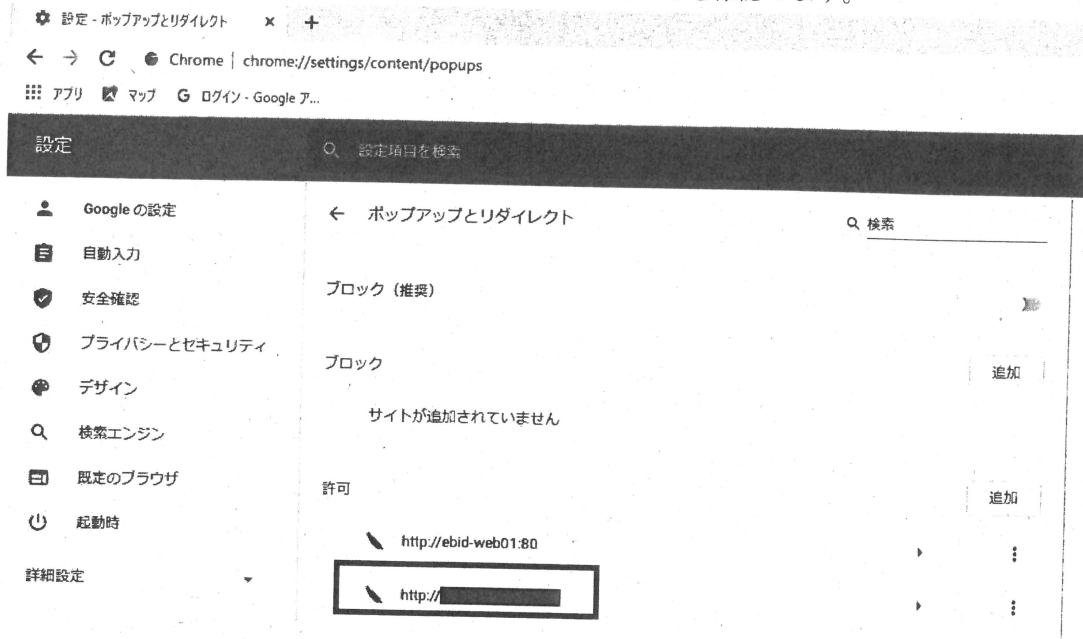 設定 - ポップアップとリダイレクト × +
Chrome | chrome://settings/content/popups
アプリ マップ G ログイン - Google ア...
設定
設定項目を検索
Google の設定
自動入力
安全確認
プライバシーとセキュリティ
デザイン
検索エンジン
既定のブラウザ
起動時
詳細設定
ポップアップとリダイレクト
検索
ブロック（推奨）
ブロック
追加
サイトが追加されていません
許可
追加
http://ebid-web01:80
http://